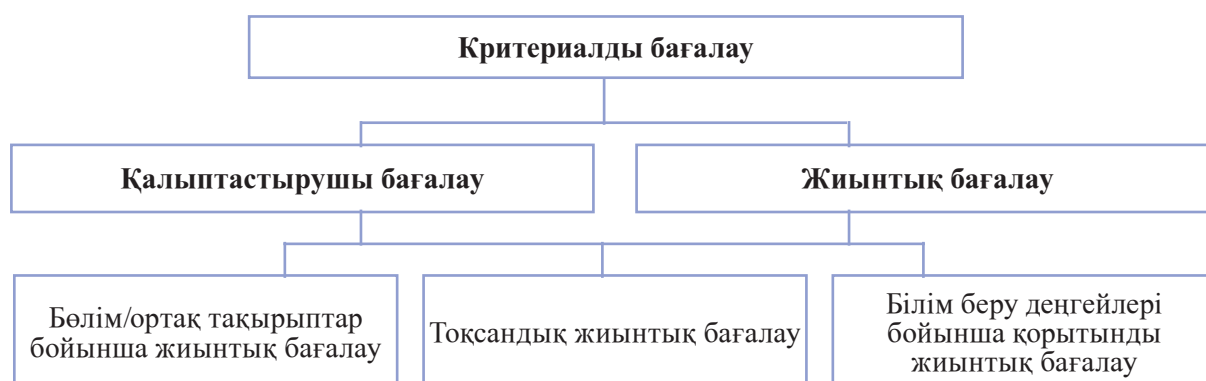 Критериалды бағалау
Қалыптастырушы бағалау
Жиынтық бағалау
Бөлім/ортақ тақырыптар
бойынша жиынтық бағалау
Тоқсандық жиынтық бағалау
Білім беру деңгейлері
бойынша қорытынды
жиынтық бағалау